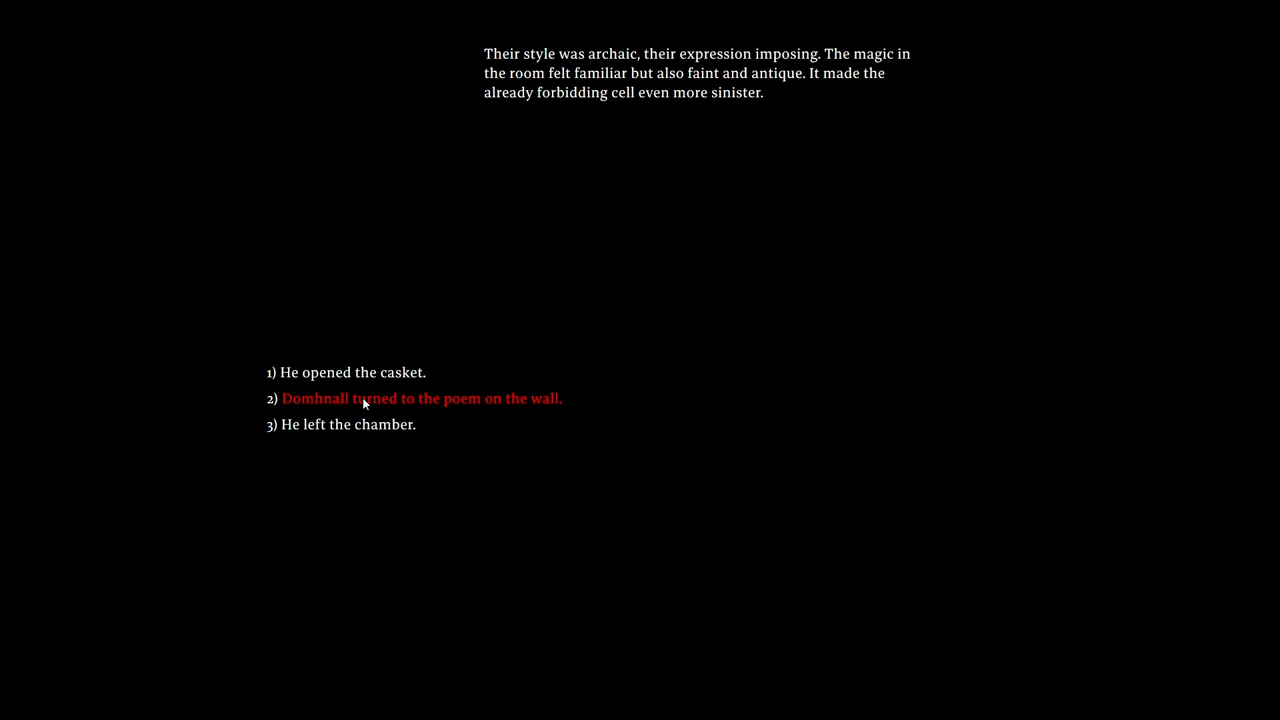 Their style was archaic, their expression imposing. The magic in
the room felt familiar but also faint and antique. It made the
already forbidding cell even more sinister.
1) He opened the casket.
2) Domhnall turned to the poem on the wall.
3) He left the chamber.